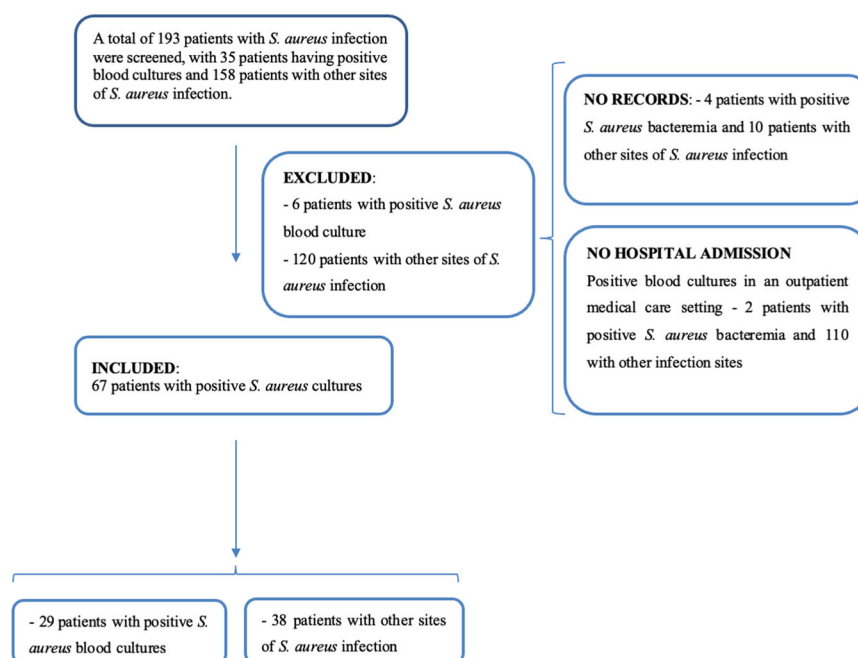 A total of 193 patients with S. aureus infection
were screened, with 35 patients having positive
blood cultures and 158 patients with other sites
of S. aureus infection.
NO RECORDS: - 4 patients with positive
S. aureus bacteremia and 10 patients with
other sites of S. aureus infection
EXCLUDED:
- 6 patients with positive S. aureus
blood culture
- 120 patients with other sites of S.
aureus infection
NO HOSPITAL ADMISSION
Positive blood cultures in an outpatient
medical care setting - 2 patients with
positive S. aureus bacteremia and 110
with other infection sites
INCLUDED:
67 patients with positive S. aureus cultures
- 29 patients with positive S.
aureus blood cultures
- 38 patients with other sites
of S. aureus infection